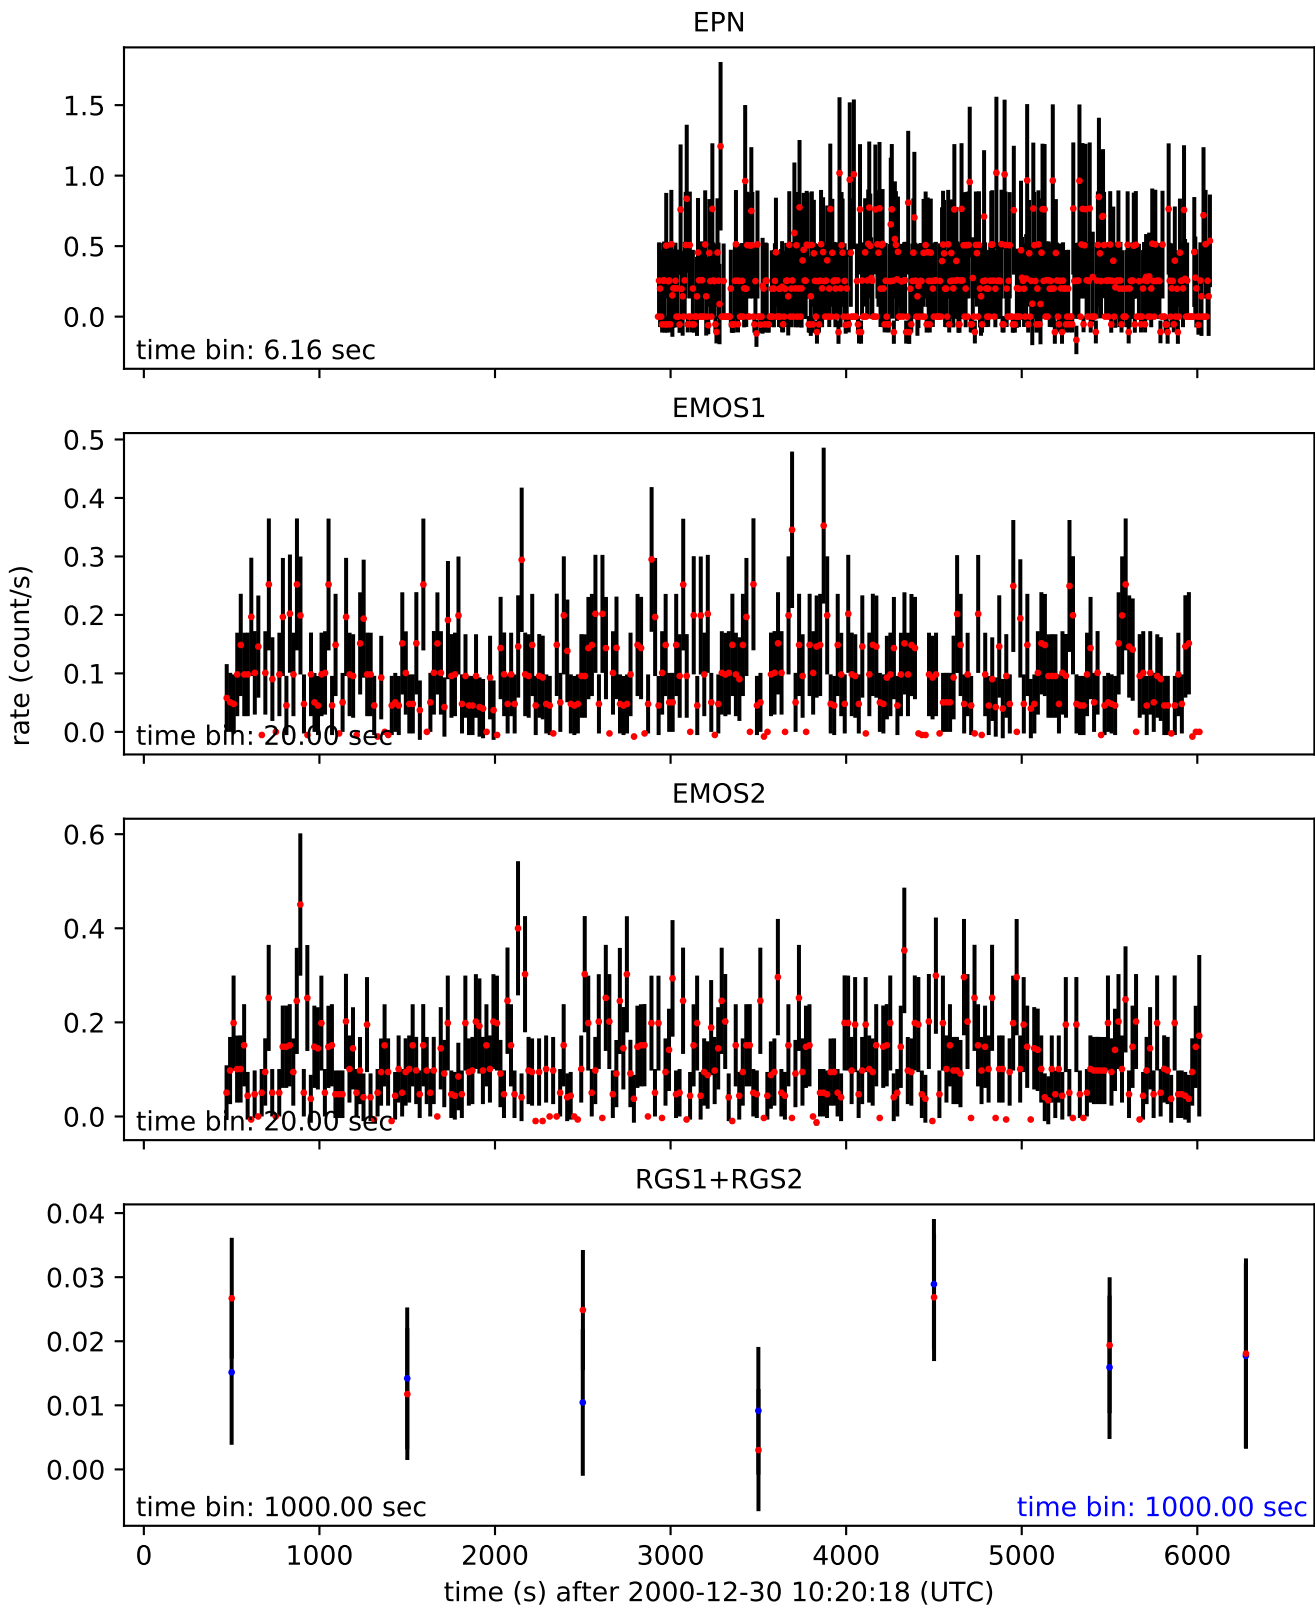 EPN
1.5
1.0
0.5
0.0
time bin: 6.16 sec
EMOS1
0.5
0.4
0.3
0.2
0.1
0.0
time bin: 20.00 sec
rate (count/s)
EMOS2
0.6
0.4
0.2
0.0
time bin: 20.00 sec
RGS1+RGS2
0.04
0.03
0.02
0.01
0.00
time bin: 1000.00 sec
time bin: 1000.00 sec
0 1000 2000 3000 4000 5000 6000
time (s) after 2000-12-30 10:20:18 (UTC)